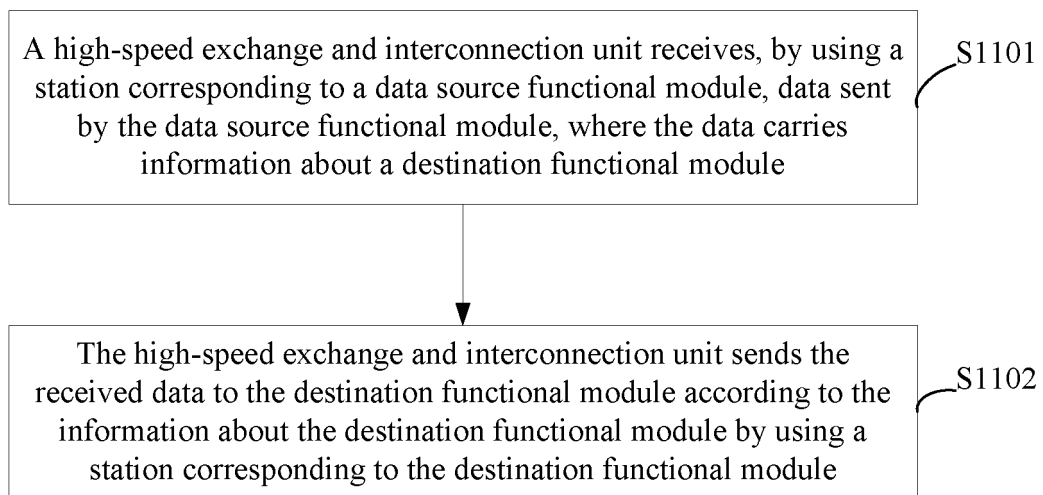 A high-speed exchange and interconnection unit receives, by using a
station corresponding to a data source functional module, data sent
by the data source functional module, where the data carries
information about a destination functional module
S1101
The high-speed exchange and interconnection unit sends the
received data to the destination functional module according to the
information about the destination functional module by using a
station corresponding to the destination functional module
S1102